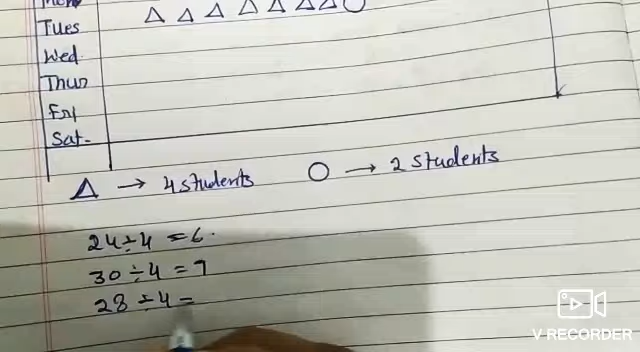 Tues △ △ △ △ △ △ △ ○
Wed.
Thur
Fri
Sat-
△ → 4 students ○ → 2 students
24 ÷ 4 = 6.
30 ÷ 4 = 7
28 ÷ 4 =
V RECORDER